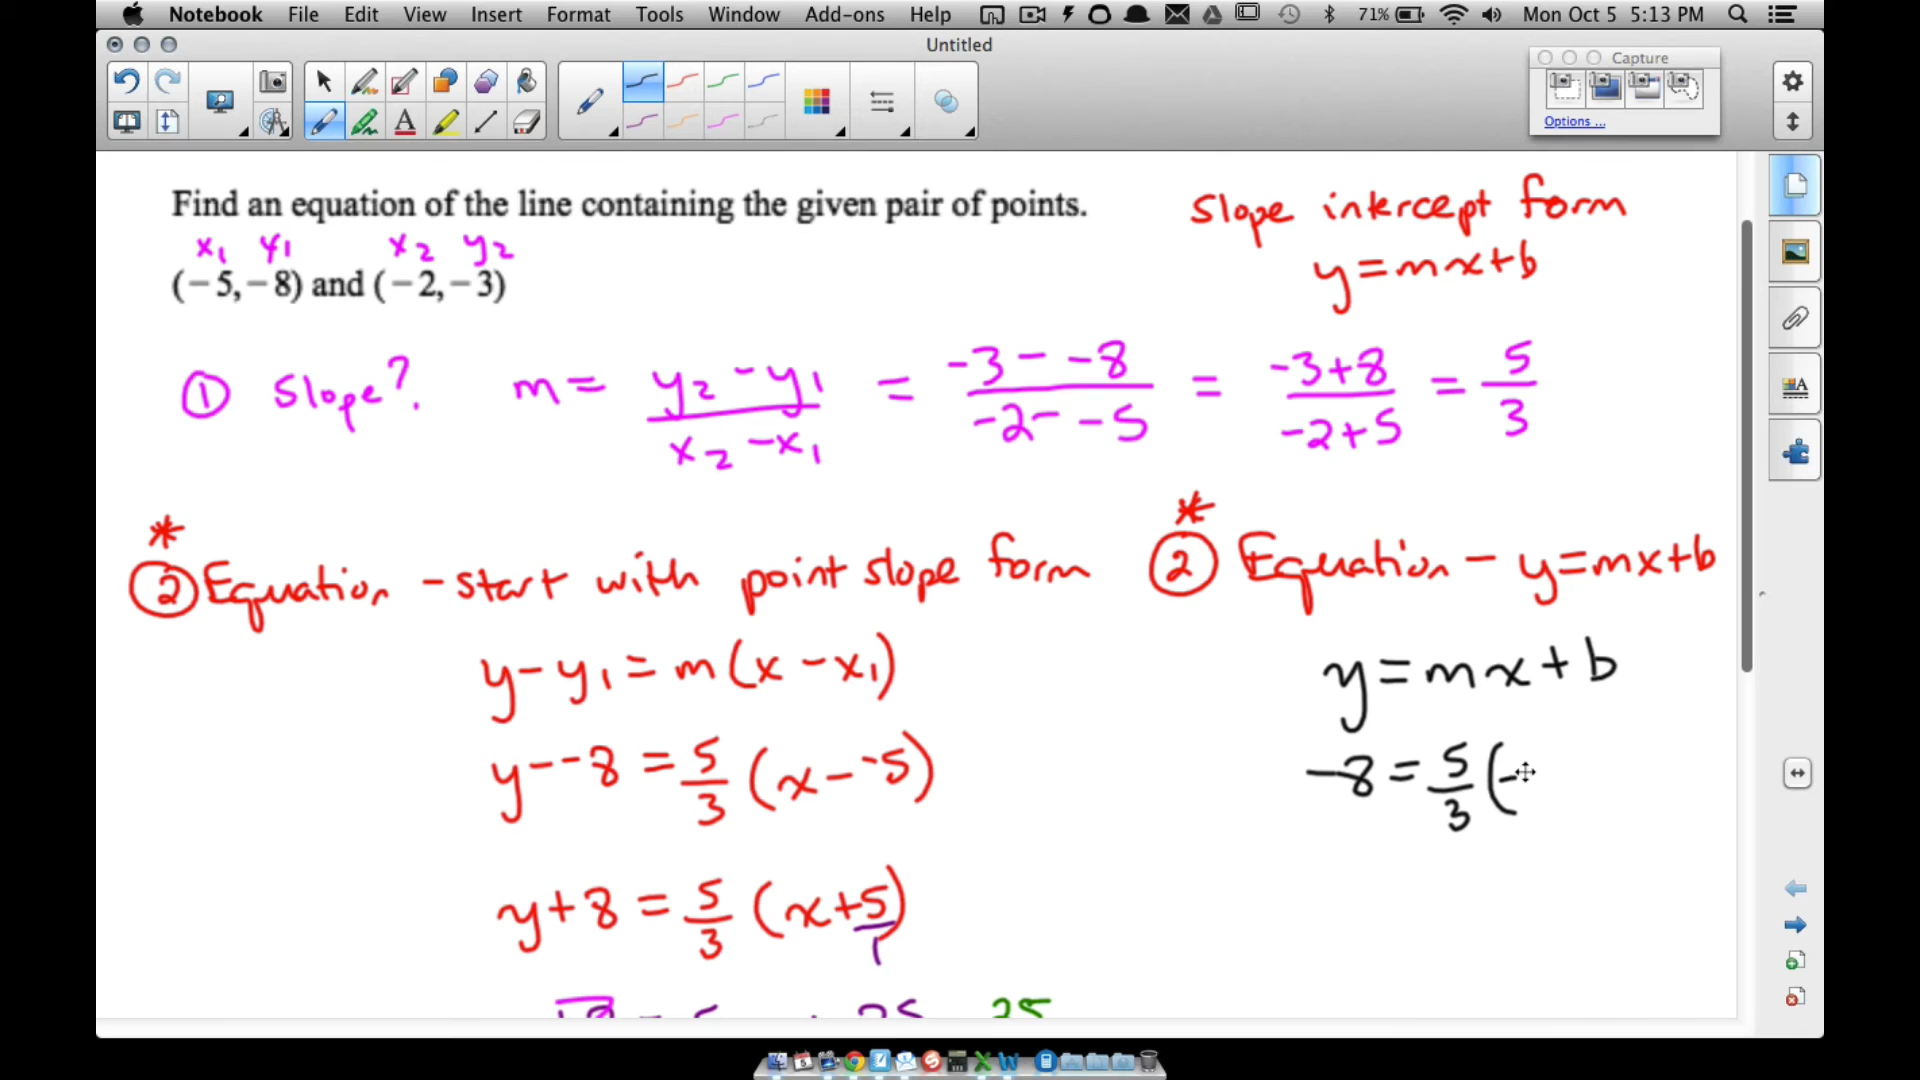 Notebook File Edit View Insert Format Tools Window Add-ons Help 71% Mon Oct 5 5:13 PM
Untitled
Capture
Options ...
Find an equation of the line containing the given pair of points.
x₁ y₁ x₂ y₂
(−5,−8) and (−2,−3)
Slope intercept form
y=mx+b
① Slope? m= (y₂−y₁)/(x₂−x₁) = (-3 - -8)/(-2 - -5) = (-3+8)/(-2+5) = 5/3
*
② Equation - start with point slope form
y-y₁=m(x-x₁)
y--8=5/3(x--5)
y+8=5/3(x+5/1)
*
② Equation - y=mx+b
y=mx+b
-8=5/3(-